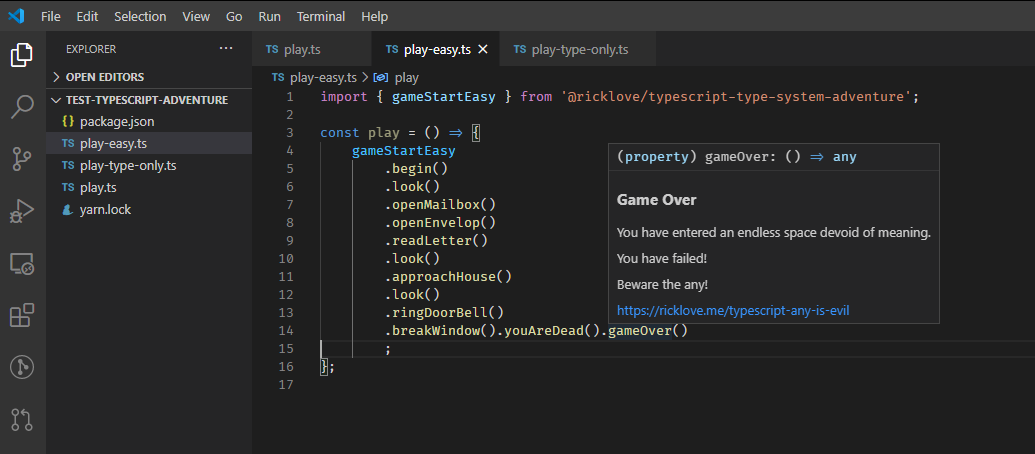 File Edit Selection View Go Run Terminal Help
EXPLORER ...
TS play.ts TS play-easy.ts × TS play-type-only.ts
OPEN EDITORS
TEST-TYPESCRIPT-ADVENTURE
{} package.json
TS play-easy.ts
TS play-type-only.ts
TS play.ts
yarn.lock
TS play-easy.ts > play
1 import { gameStartEasy } from '@ricklove/typescript-type-system-adventure';
2
3 const play = () => {
4 gameStartEasy
5 .begin()
6 .look()
7 .openMailbox()
8 .openEnvelop()
9 .readLetter()
10 .look()
11 .approachHouse()
12 .look()
13 .ringDoorBell()
14 .breakWindow().youAreDead().gameOver()
15 ;
16 };
17
(property) gameOver: () => any
Game Over
You have entered an endless space devoid of meaning.
You have failed!
Beware the any!
https://ricklove.me/typescript-any-is-evil